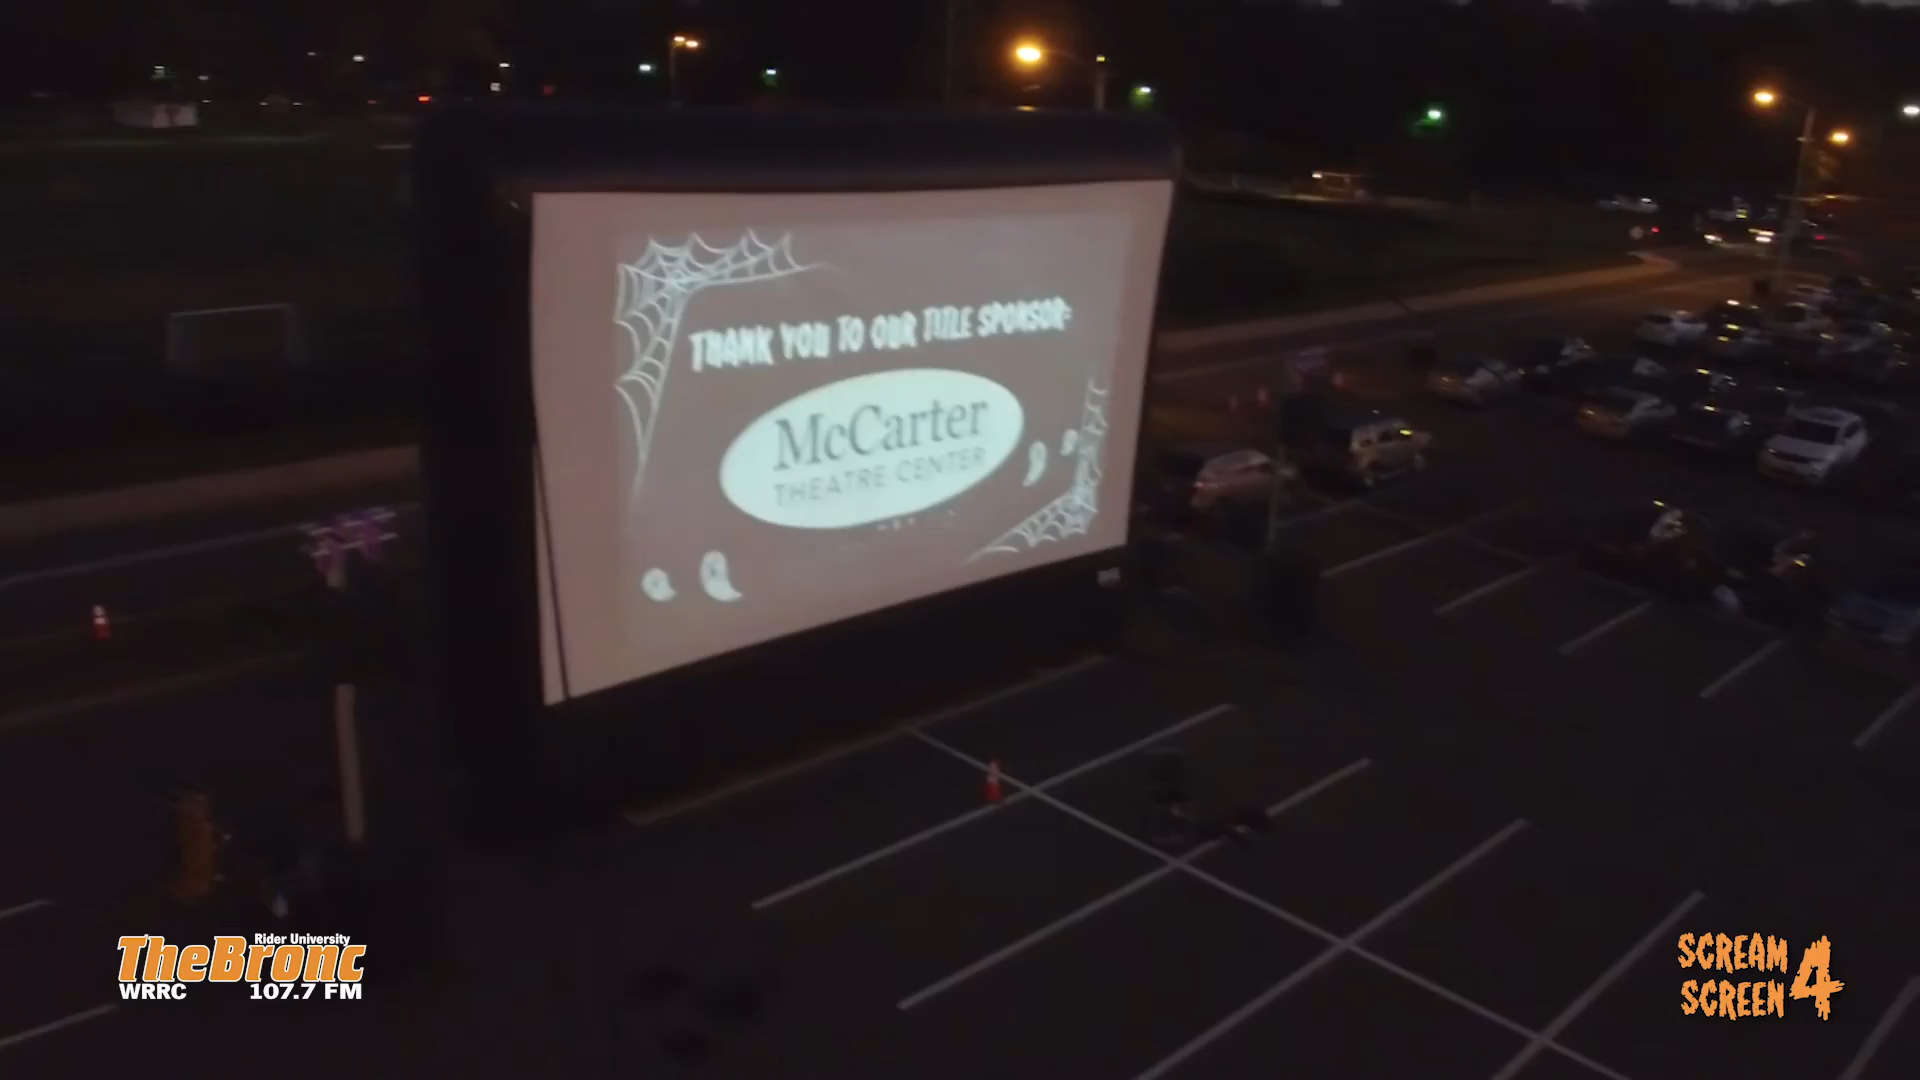 THANK YOU TO OUR TITLE SPONSOR:
McCarter
THEATRE CENTER
Rider University
TheBronc
WRRC 107.7 FM
SCREAM
SCREEN 4